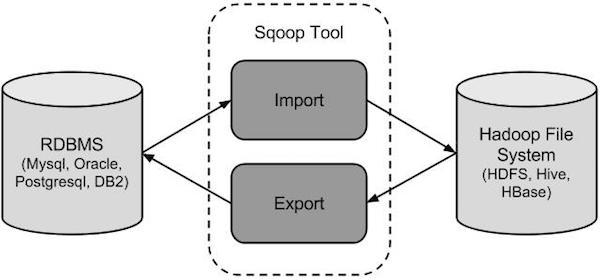 Sqoop Tool
Import
RDBMS
(Mysql, Oracle,
Postgresql, DB2)
Hadoop File
System
(HDFS, Hive,
HBase)
Export